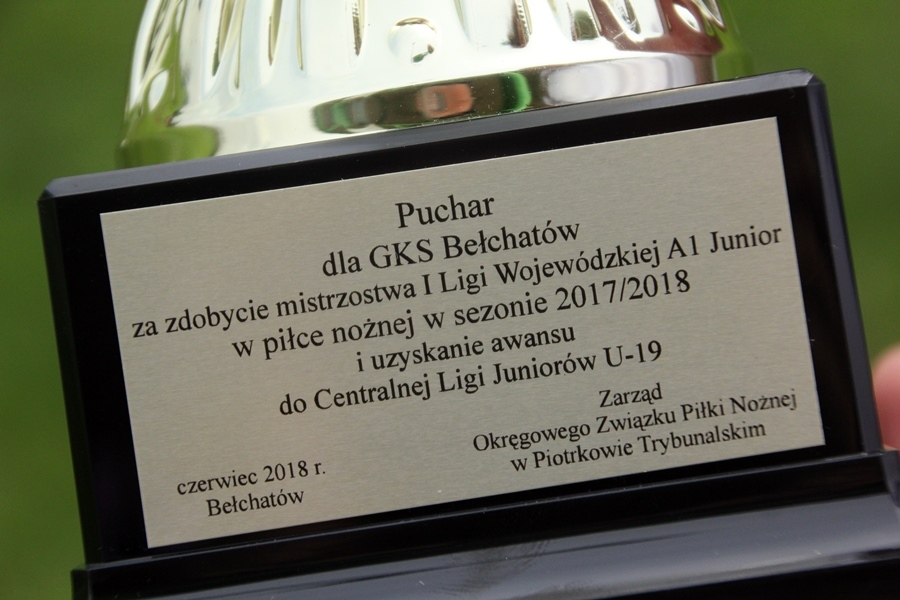 Puchar
dla GKS Bełchatów
za zdobycie mistrzostwa I Ligi Wojewódzkiej A1 Junior
w piłce nożnej w sezonie 2017/2018
i uzyskanie awansu
do Centralnej Ligi Juniorów U-19
Zarząd
Okręgowego Związku Piłki Nożnej
w Piotrkowie Trybunalskim
czerwiec 2018 r.
Bełchatów